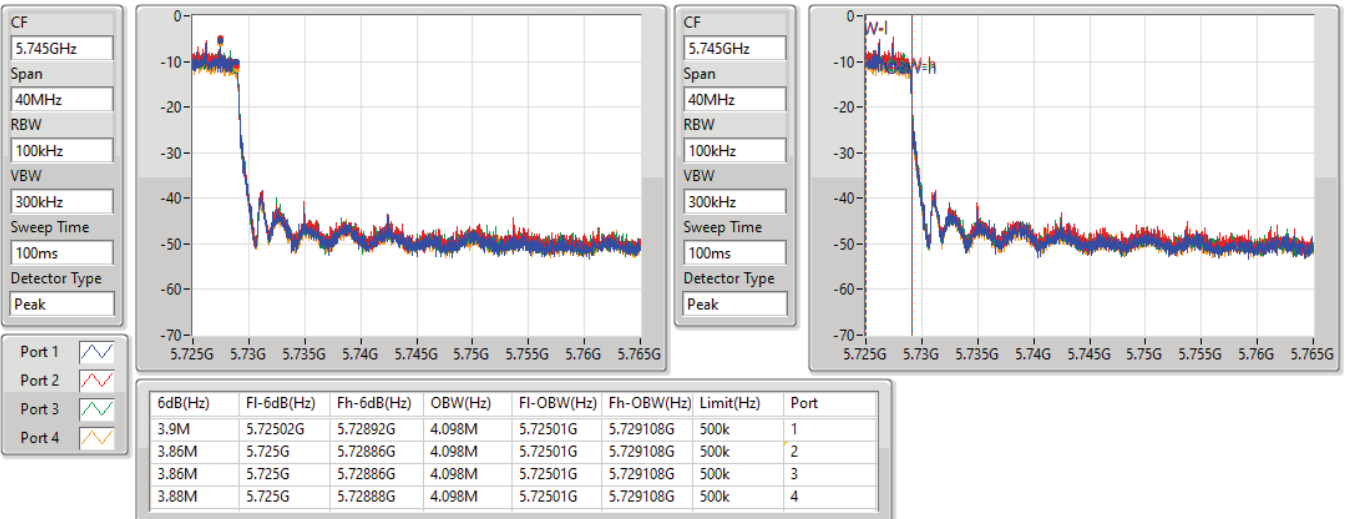 CF
5.745GHz
Span
40MHz
RBW
100kHz
VBW
300kHz
Sweep Time
100ms
Detector Type
Peak
0-
-10-
-20-
-30-
-40-
-50-
-60-
-70-
5.725G 5.73G 5.735G 5.74G 5.745G 5.75G 5.755G 5.76G 5.765G
CF
5.745GHz
Span
40MHz
RBW
100kHz
VBW
300kHz
Sweep Time
100ms
Detector Type
Peak
0-
-10-
-20-
-30-
-40-
-50-
-60-
-70-
5.725G 5.73G 5.735G 5.74G 5.745G 5.75G 5.755G 5.76G 5.765G
Port 1
Port 2
Port 3
Port 4
6dB(Hz) Fl-6dB(Hz) Fh-6dB(Hz) OBW(Hz) Fl-OBW(Hz) Fh-OBW(Hz) Limit(Hz) Port
3.9M 5.72502G 5.72892G 4.098M 5.72501G 5.729108G 500k 1
3.86M 5.725G 5.72886G 4.098M 5.72501G 5.729108G 500k 2
3.86M 5.725G 5.72886G 4.098M 5.72501G 5.729108G 500k 3
3.88M 5.725G 5.72888G 4.098M 5.72501G 5.729108G 500k 4